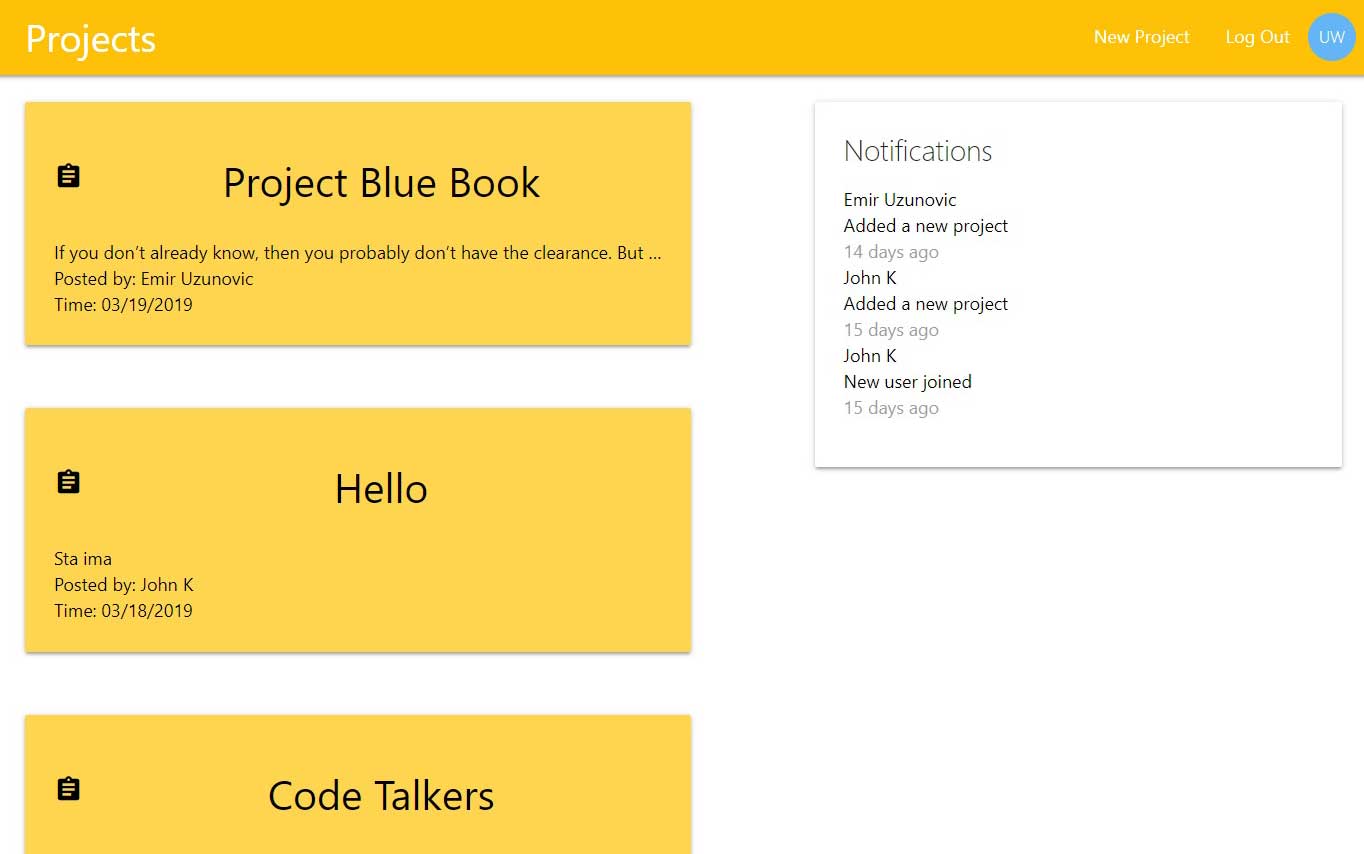 Projects
New Project
Log Out
UW
Project Blue Book
If you don’t already know, then you probably don’t have the clearance. But ...
Posted by: Emir Uzunovic
Time: 03/19/2019
Hello
Sta ima
Posted by: John K
Time: 03/18/2019
Code Talkers
Notifications
Emir Uzunovic
Added a new project
14 days ago
John K
Added a new project
15 days ago
John K
New user joined
15 days ago